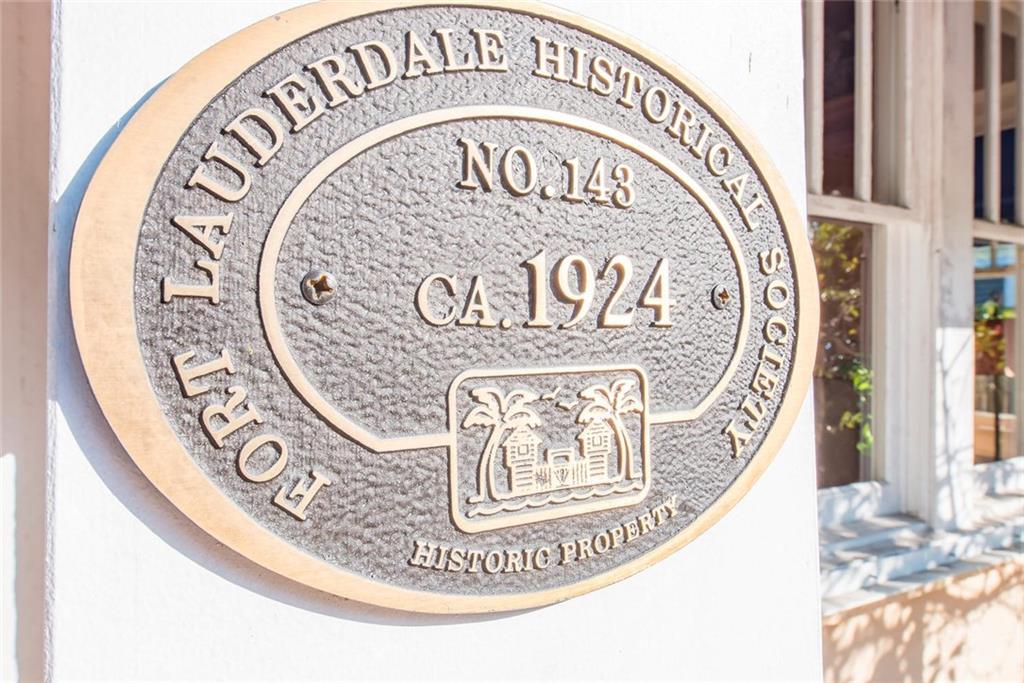 FORT LAUDERDALE HISTORICAL SOCIETY
NO. 143
CA. 1924
HISTORIC PROPERTY